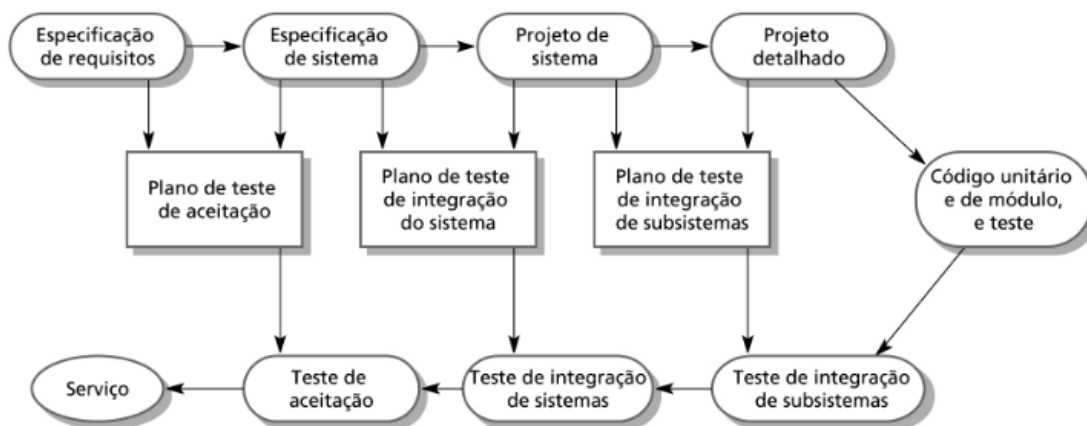 Especificação
de requisitos
Especificação
de sistema
Projeto de
sistema
Projeto
detalhado
Plano de teste
de aceitação
Plano de teste
de integração
do sistema
Plano de teste
de integração
de subsistemas
Código unitário
e de módulo,
e teste
Serviço
Teste de
aceitação
Teste de integração
de sistemas
Teste de integração
de subsistemas